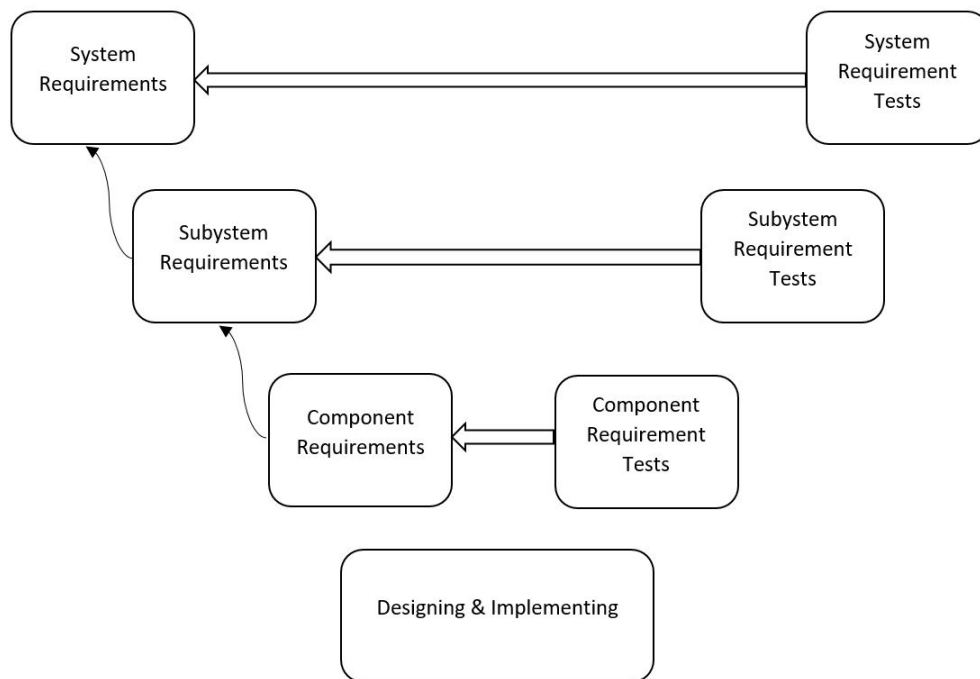 System
Requirements
System
Requirement
Tests
Subystem
Requirements
Subystem
Requirement
Tests
Component
Requirements
Component
Requirement
Tests
Designing & Implementing